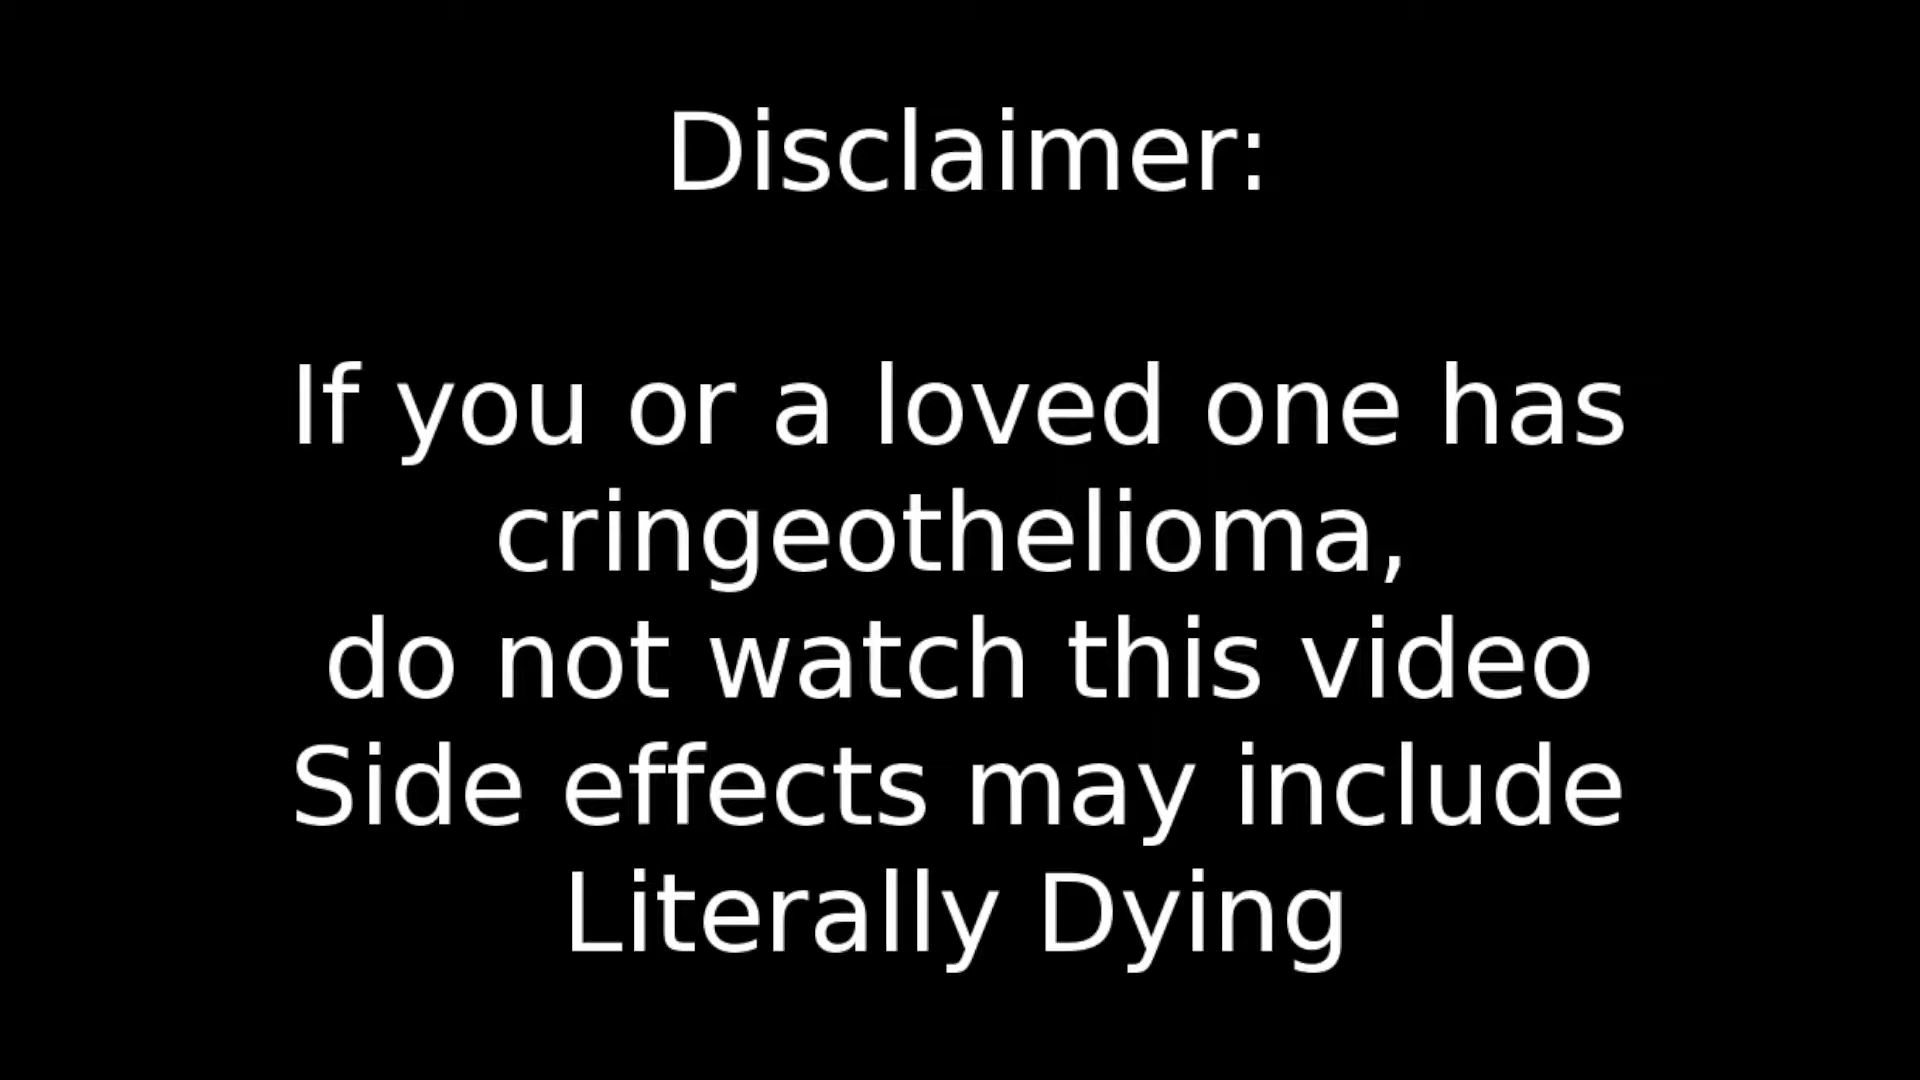 Disclaimer:
If you or a loved one has
cringeothelioma,
do not watch this video
Side effects may include
Literally Dying